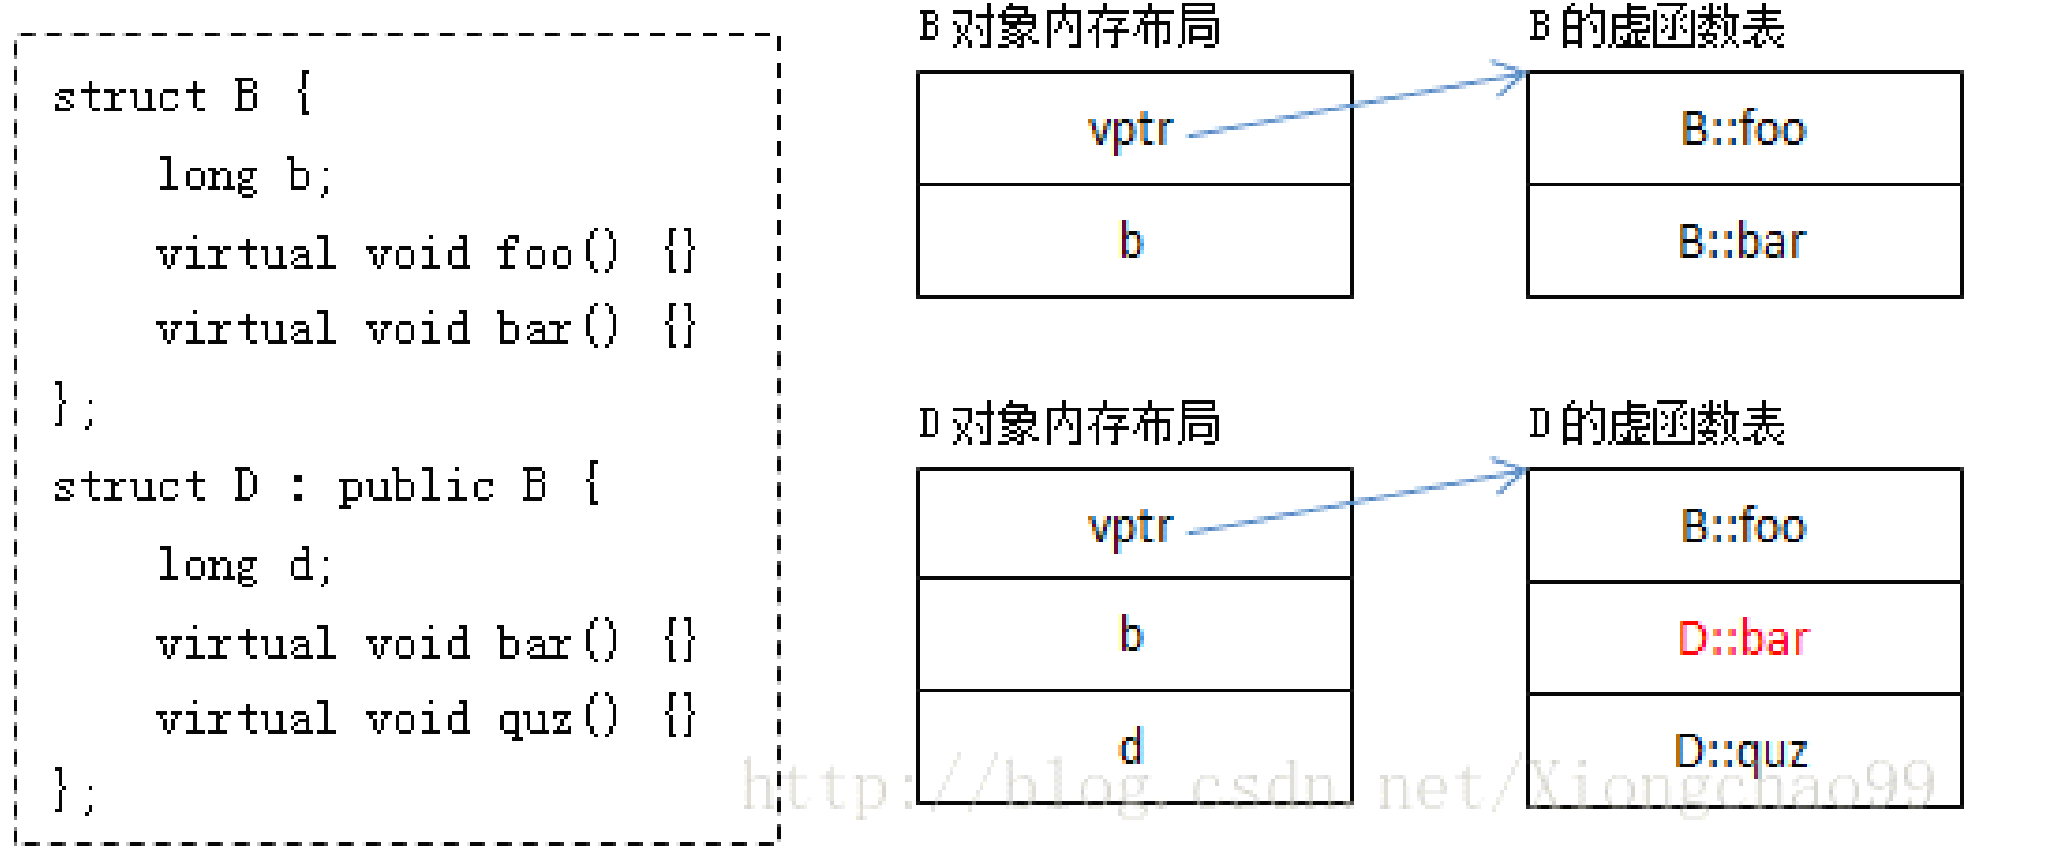 struct B {
long b;
virtual void foo() {}
virtual void bar() {}
};
struct D : public B {
long d;
virtual void bar() {}
virtual void quz() {}
};
B 对象内存布局
vptr
b
B 的虚函数表
B::foo
B::bar
D 对象内存布局
vptr
b
d
D 的虚函数表
B::foo
D::bar
D::quz
http://blog.csdn.net/Xiongchao99